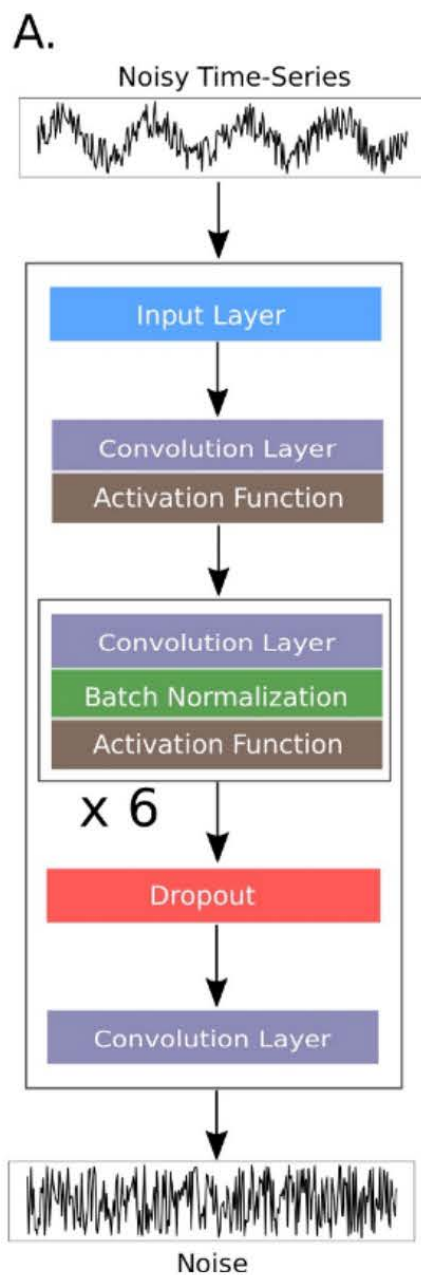 A.
Noisy Time-Series
Input Layer
Convolution Layer
Activation Function
Convolution Layer
Batch Normalization
Activation Function
x 6
Dropout
Convolution Layer
Noise